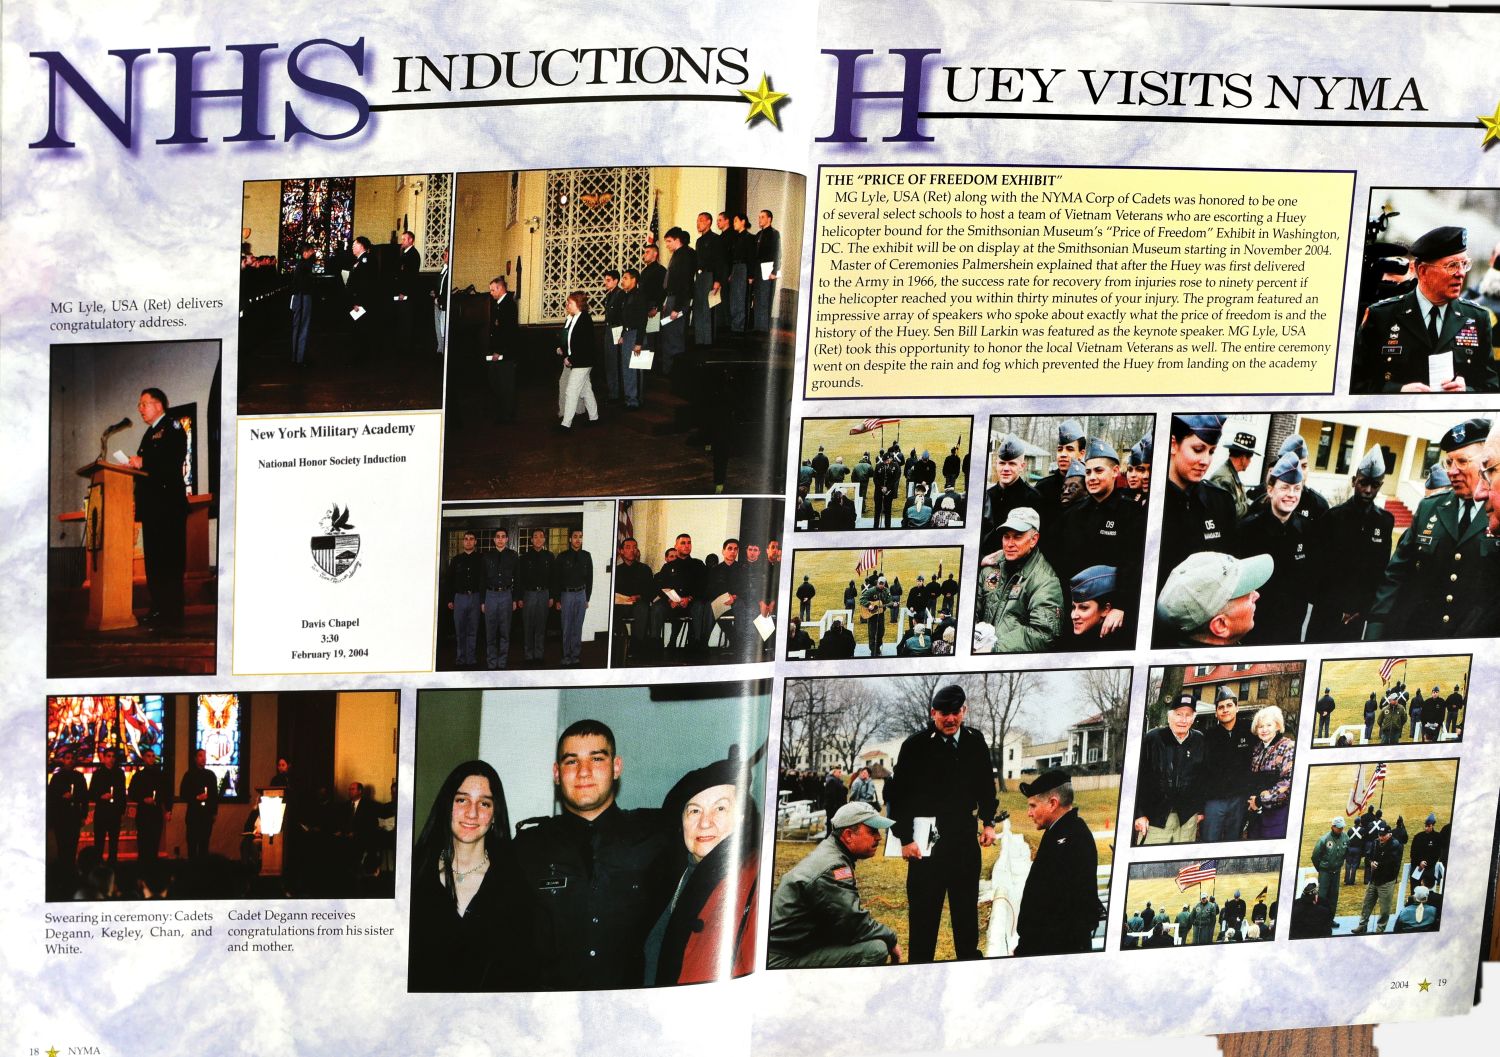 NHS INDUCTIONS
MG Lyle, USA (Ret) delivers
congratulatory address.
New York Military Academy
National Honor Society Induction
Davis Chapel
3:30
February 19, 2004
Swearing in ceremony: Cadets
Degann, Kegley, Chan, and
White.
Cadet Degann receives
congratulations from his sister
and mother.
18 NYMA
HUEY VISITS NYMA
THE “PRICE OF FREEDOM EXHIBIT”
MG Lyle, USA (Ret) along with the NYMA Corp of Cadets was honored to be one
of several select schools to host a team of Vietnam Veterans who are escorting a Huey
helicopter bound for the Smithsonian Museum’s “Price of Freedom” Exhibit in Washington,
DC. The exhibit will be on display at the Smithsonian Museum starting in November 2004.
Master of Ceremonies Palmershein explained that after the Huey was first delivered
to the Army in 1966, the success rate for recovery from injuries rose to ninety percent if
the helicopter reached you within thirty minutes of your injury. The program featured an
impressive array of speakers who spoke about exactly what the price of freedom is and the
history of the Huey. Sen Bill Larkin was featured as the keynote speaker. MG Lyle, USA
(Ret) took this opportunity to honor the local Vietnam Veterans as well. The entire ceremony
went on despite the rain and fog which prevented the Huey from landing on the academy
grounds.
2004 19